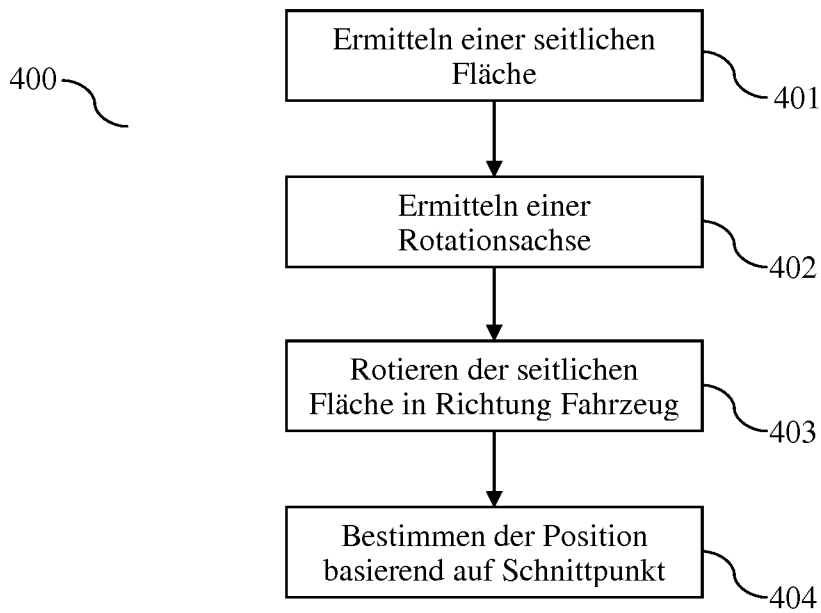 Ermitteln einer seitlichen
Fläche
401
400
Ermitteln einer
Rotationsachse
402
Rotieren der seitlichen
Fläche in Richtung Fahrzeug
403
Bestimmen der Position
basierend auf Schnittpunkt
404